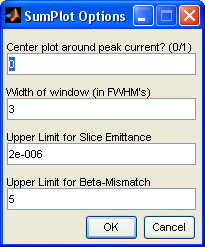 SumPlot Options
Center plot around peak current? (0/1)
0
Width of window (in FWHM's)
3
Upper Limit for Slice Emittance
2e-006
Upper Limit for Beta-Mismatch
5
OK Cancel